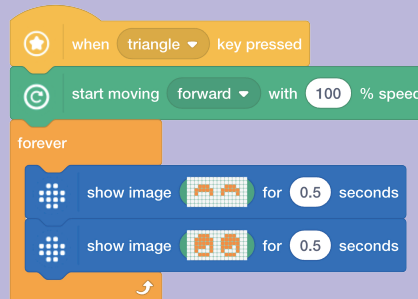 when triangle key pressed
start moving forward with 100 % speed
forever
show image for 0.5 seconds
show image for 0.5 seconds